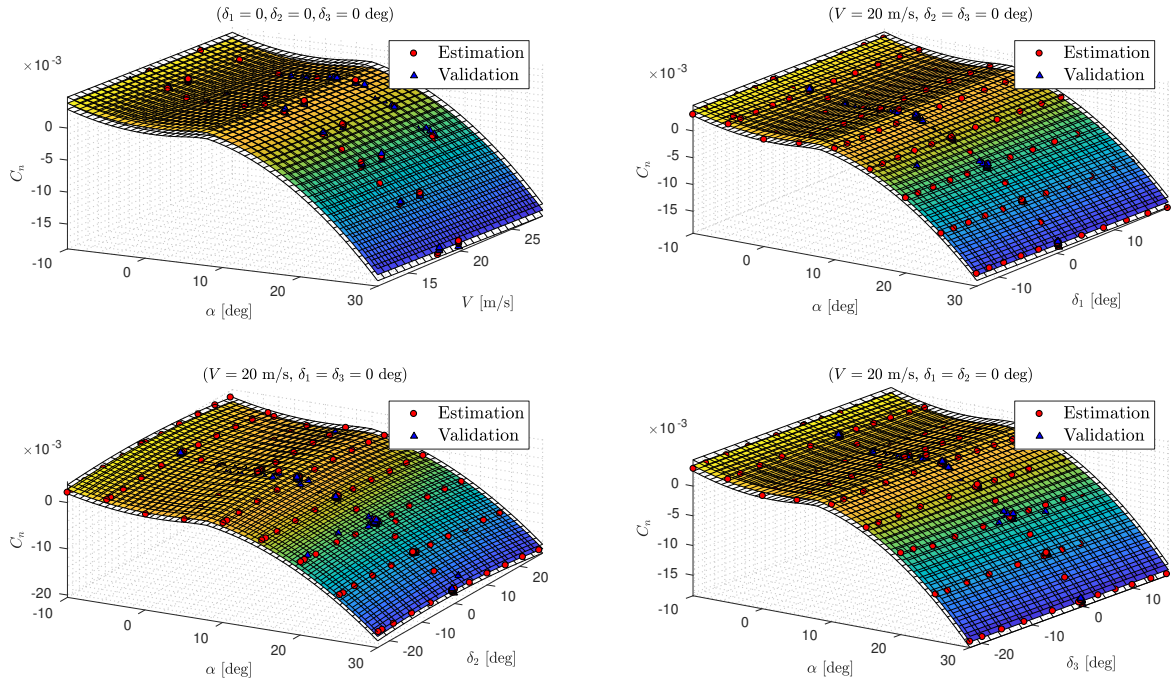 (δ₁ = 0, δ₂ = 0, δ₃ = 0 deg)
×10⁻³
0
-5
-10
-15
Cₙ
-10
0
10
20
30
α [deg]
15
20
25
V [m/s]
Estimation
Validation
(V = 20 m/s, δ₂ = δ₃ = 0)
×10⁻³
0
-5
-10
-15
Cₙ
-10
0
10
20
30
α [deg]
-10
0
10
δ₁ [deg]
Estimation
Validation
(V = 20 m/s, δ₁ = δ₃ = 0 deg)
×10⁻³
0
-10
-20
Cₙ
-10
0
10
20
30
α [deg]
-20
-10
0
10
20
δ₂ [deg]
Estimation
Validation
(V = 20 m/s, δ₁ = δ₂ = 0 deg)
×10⁻³
0
-5
-10
-15
Cₙ
-10
0
10
20
30
α [deg]
-20
-10
0
10
δ₃ [deg]
Estimation
Validation